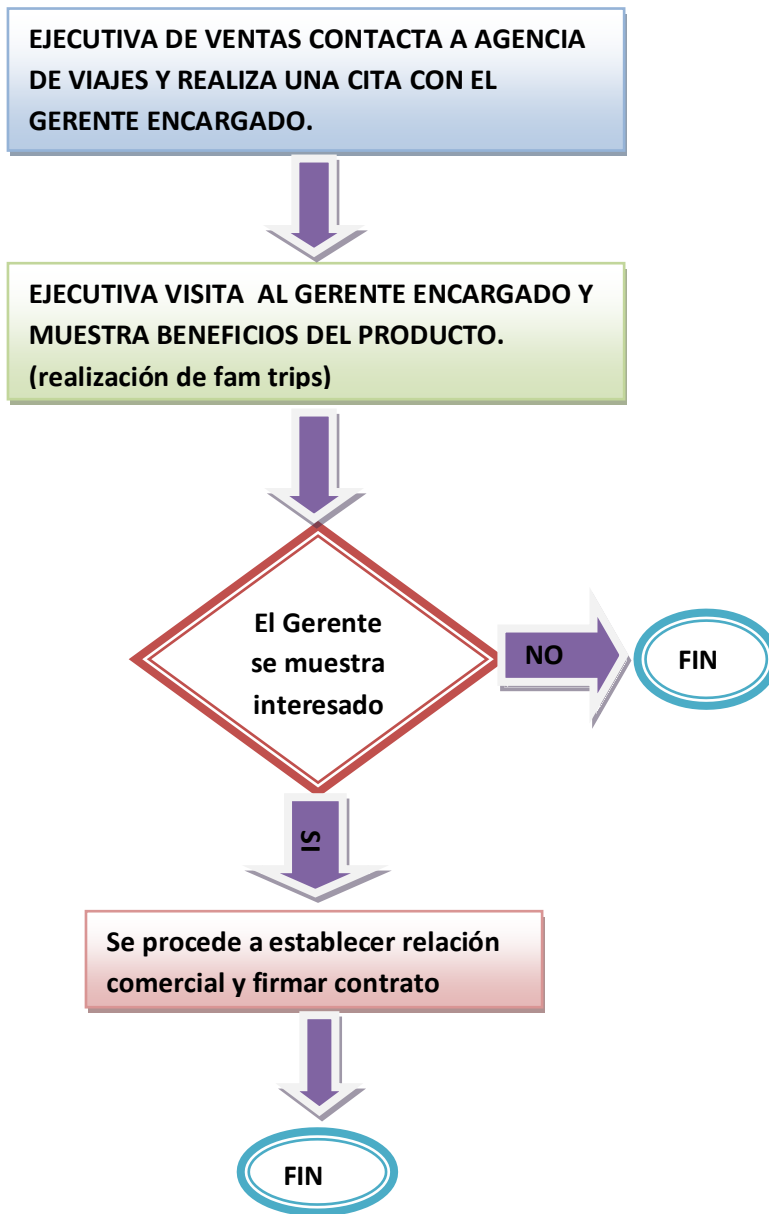 EJECUTIVA DE VENTAS CONTACTA A AGENCIA
DE VIAJES Y REALIZA UNA CITA CON EL
GERENTE ENCARGADO.
EJECUTIVA VISITA AL GERENTE ENCARGADO Y
MUESTRA BENEFICIOS DEL PRODUCTO.
(realización de fam trips)
El Gerente
se muestra
interesado
NO
FIN
SI
Se procede a establecer relación
comercial y firmar contrato
FIN